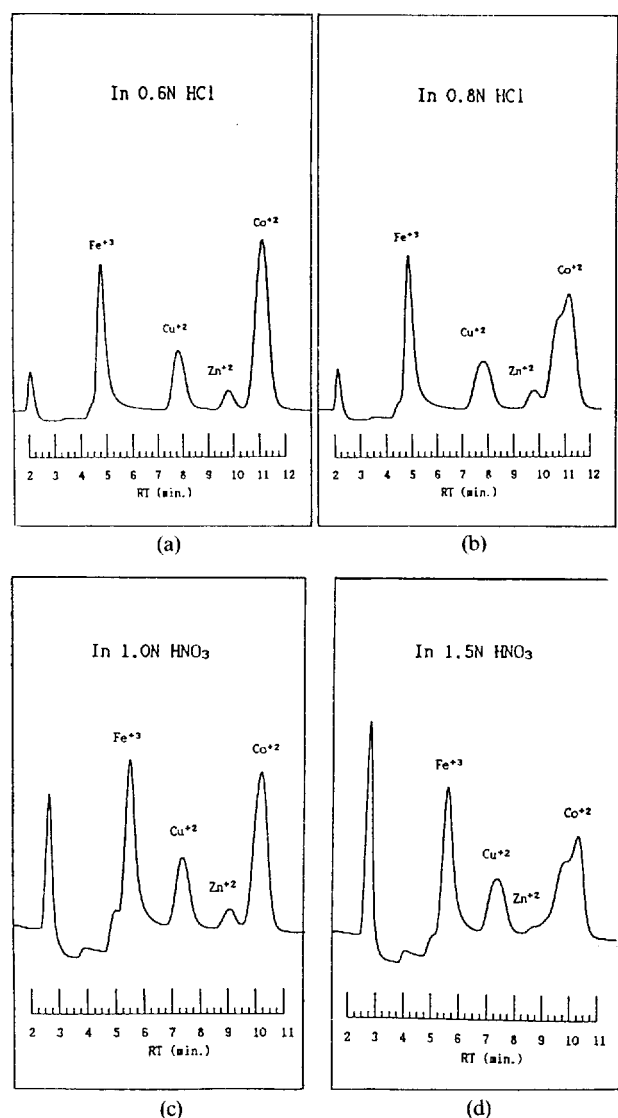 In 0.6N HCl
Fe+3
Cu+2
Zn+2
Co+2
2 3 4 5 6 7 8 9 10 11 12
RT (min.)
(a)
In 0.8N HCl
Fe+3
Cu+2
Zn+2
Co+2
2 3 4 5 6 7 8 9 10 11 12
RT (min.)
(b)
In 1.0N HNO3
Fe+3
Cu+2
Zn+2
Co+2
2 3 4 5 6 7 8 9 10 11
RT (min.)
(c)
In 1.5N HNO3
Fe+3
Cu+2
Zn+2
Co+2
2 3 4 5 6 7 8 9 10 11
RT (min.)
(d)